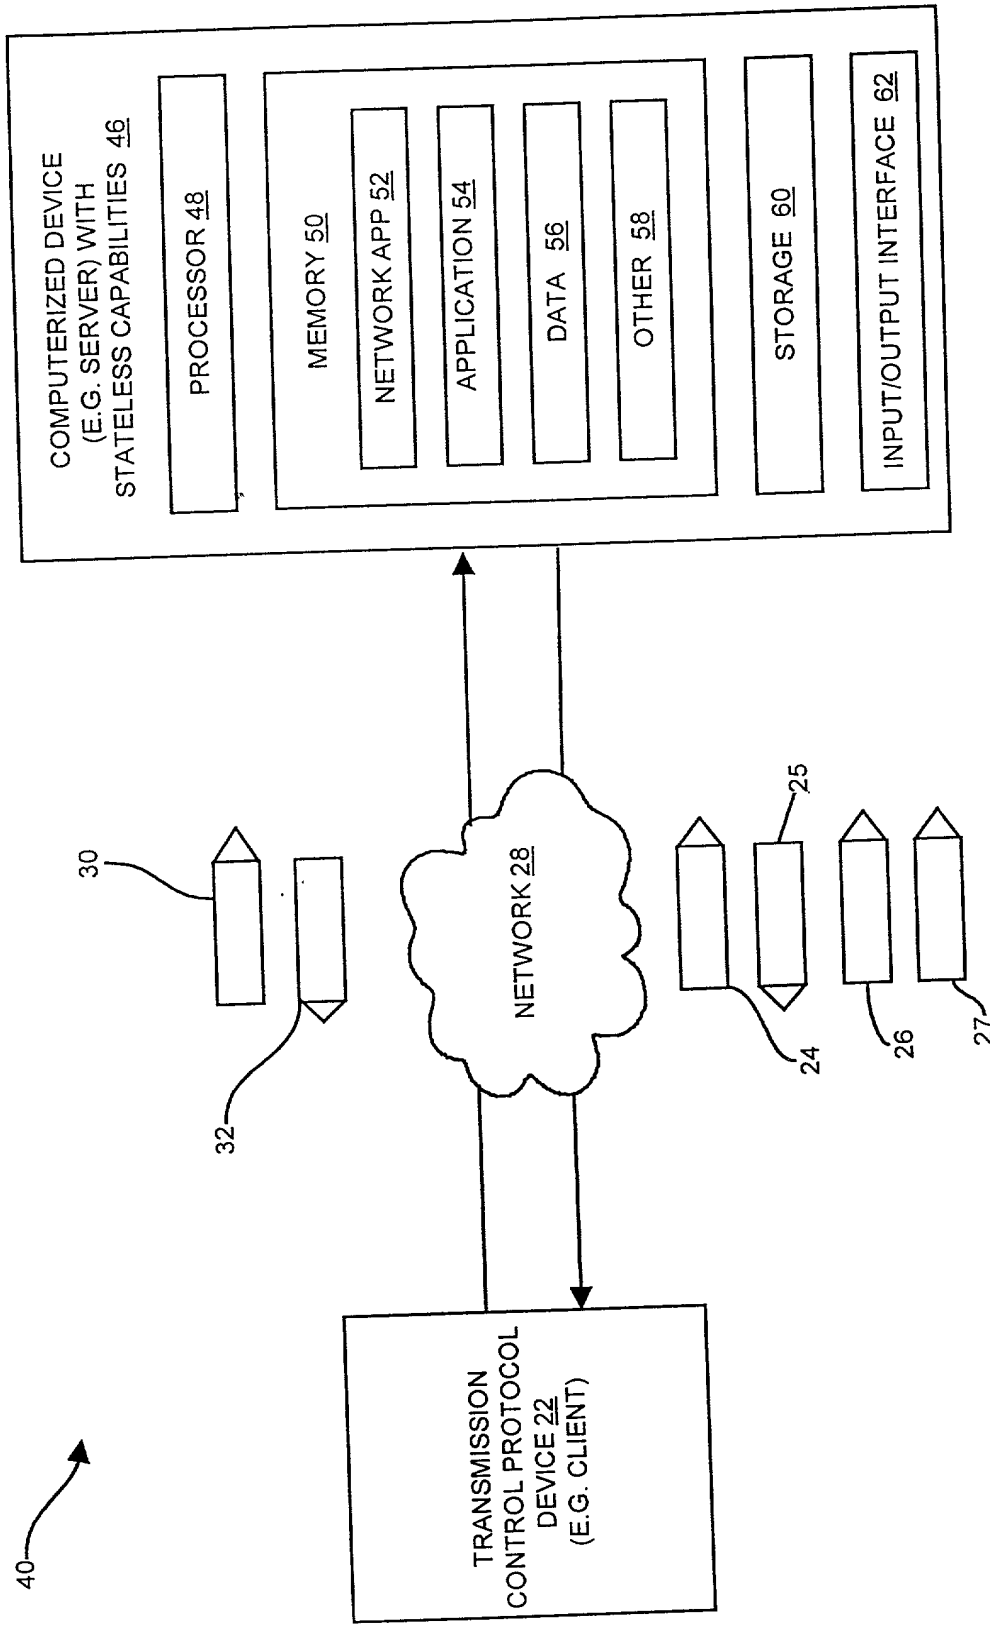 40
TRANSMISSION
CONTROL PROTOCOL
DEVICE 22
(E.G. CLIENT)
30
32
NETWORK 28
24
25
26
27
COMPUTERIZED DEVICE
(E.G. SERVER) WITH
STATELESS CAPABILITIES 46
PROCESSOR 48
MEMORY 50
NETWORK APP 52
APPLICATION 54
DATA 56
OTHER 58
STORAGE 60
INPUT/OUTPUT INTERFACE 62